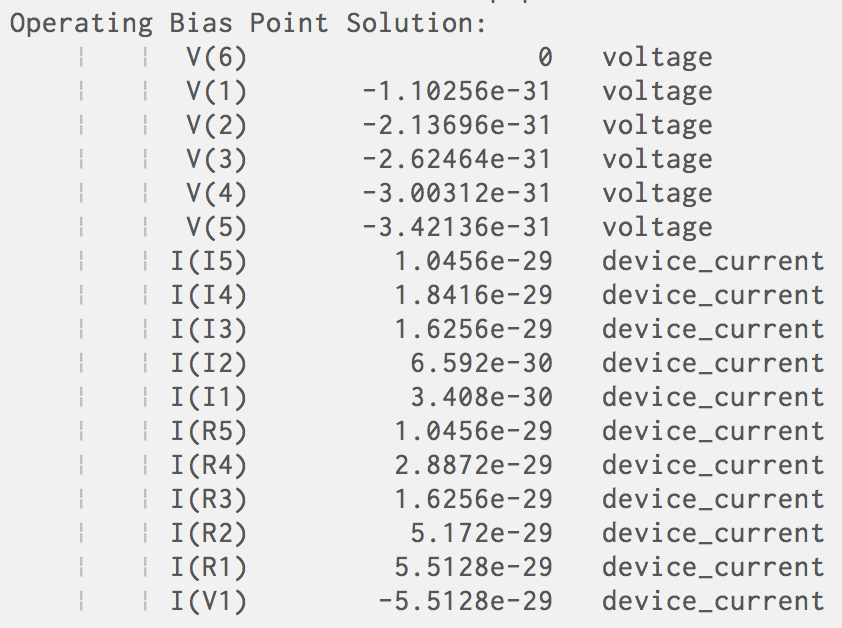 Operating Bias Point Solution:
V(6) 0 voltage
V(1) -1.10256e-31 voltage
V(2) -2.13696e-31 voltage
V(3) -2.62464e-31 voltage
V(4) -3.00312e-31 voltage
V(5) -3.42136e-31 voltage
I(I5) 1.0456e-29 device_current
I(I4) 1.8416e-29 device_current
I(I3) 1.6256e-29 device_current
I(I2) 6.592e-30 device_current
I(I1) 3.408e-30 device_current
I(R5) 1.0456e-29 device_current
I(R4) 2.8872e-29 device_current
I(R3) 1.6256e-29 device_current
I(R2) 5.172e-29 device_current
I(R1) 5.5128e-29 device_current
I(V1) -5.5128e-29 device_current